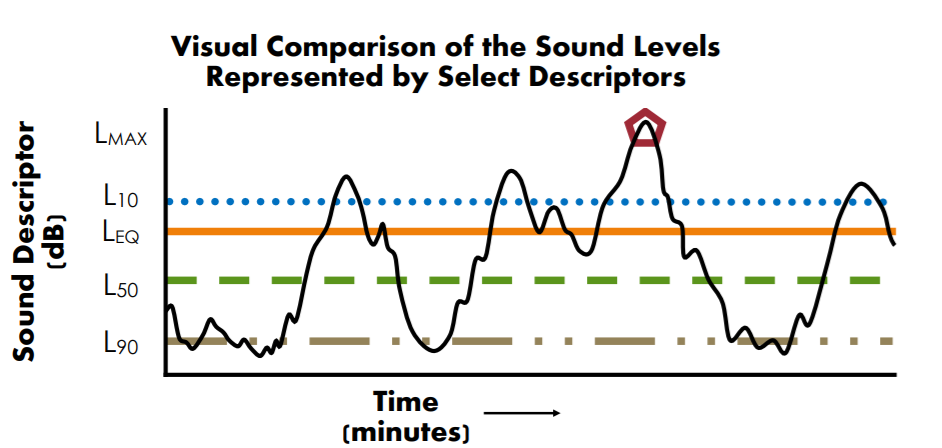 Visual Comparison of the Sound Levels
Represented by Select Descriptors
Sound Descriptor
(dB)
LMAX
L10
LEQ
L50
L90
Time
(minutes)